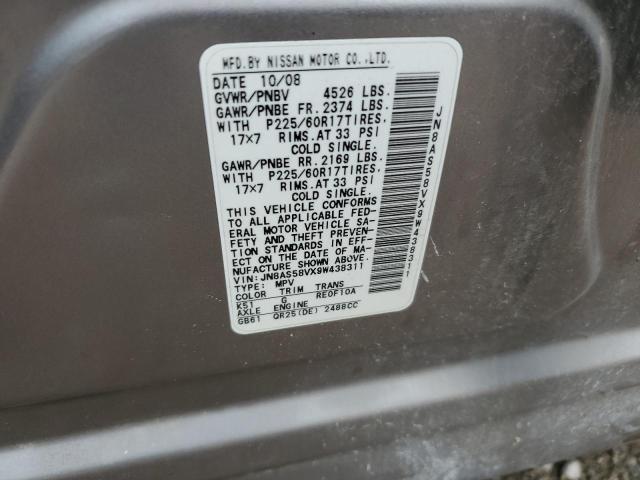 MFD.BY NISSAN MOTOR CO.,LTD.
DATE 10/08
GVWR/PNBV 4526 LBS.
GAWR/PNBE FR. 2374 LBS.
WITH P225/60R17TIRES,
17×7 RIMS.AT 33 PSI
COLD SINGLE.
GAWR/PNBE RR. 2169 LBS.
WITH P225/60R17TIRES,
17×7 RIMS.AT 33 PSI
COLD SINGLE.
THIS VEHICLE CONFORMS
TO ALL APPLICABLE FED-
ERAL MOTOR VEHICLE SA-
FETY AND THEFT PREVEN-
TION STANDARDS IN EFF-
ECT ON THE DATE OF MA-
NUFACTURE SHOWN ABOVE.
VIN: JN8AS58VX9W438311
TYPE: MPV
COLOR TRIM TRANS
K51 G RE0F10A
AXLE ENGINE
GB61 QR25(DE) 2488CC
JN8AS58VX9W438311